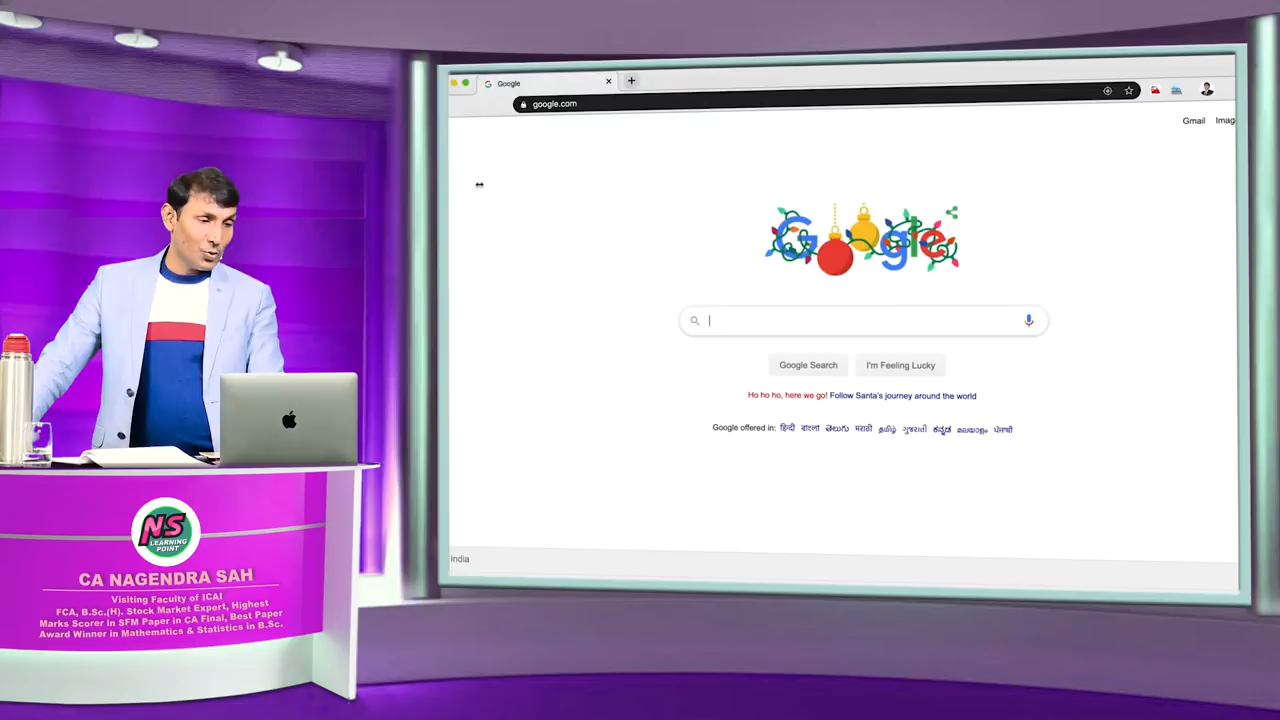 Google
google.com
Gmail Imag
Google
Google Search I'm Feeling Lucky
Ho ho ho, here we go! Follow Santa's journey around the world
Google offered in: हिन्दी বাংলা తెలుగు मराठी தமிழ் ગુજરાતી ಕನ್ನಡ മലയാളം ਪੰਜਾਬੀ
India
NS
LEARNING
POINT
CA NAGENDRA SAH
Visiting Faculty of ICAI
FCA, B.Sc.(H). Stock Market Expert, Highest
Marks Scorer in SFM Paper in CA Final, Best Paper
Award Winner in Mathematics & Statistics in B.Sc.